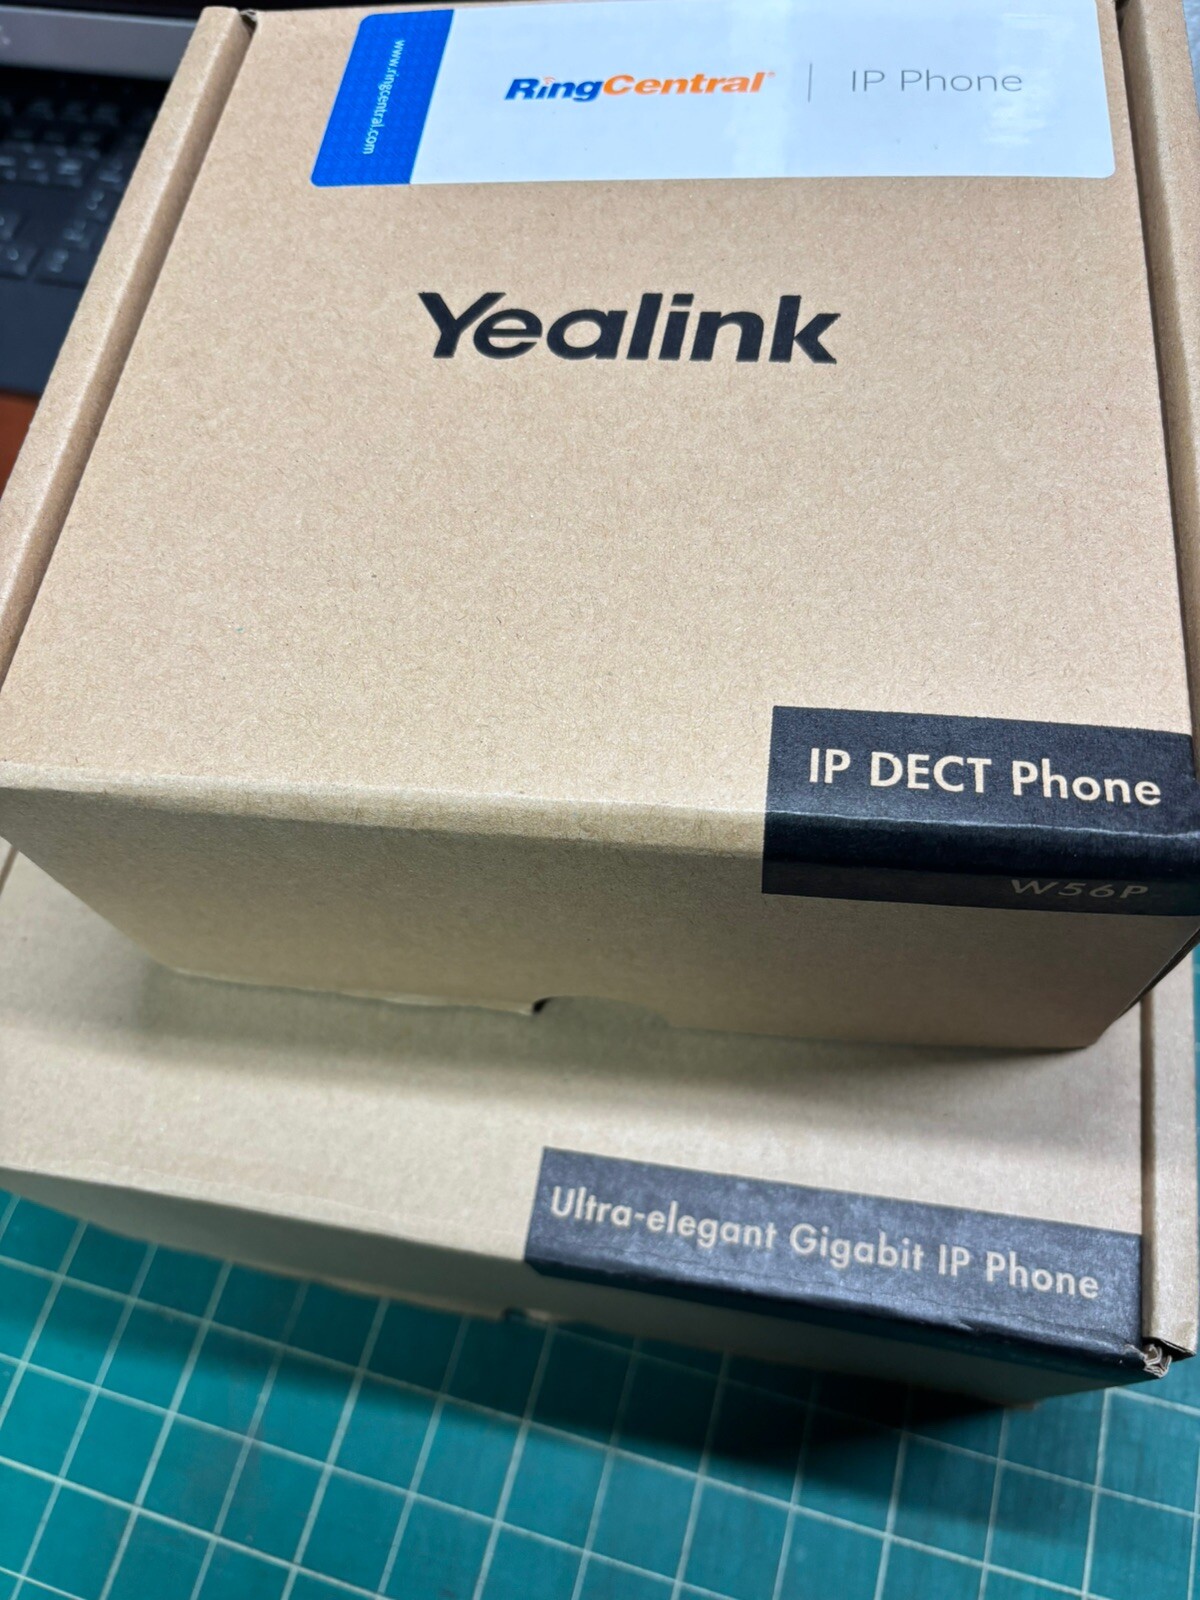 www.ringcentral.com
RingCentral® | IP Phone
Yealink
IP DECT Phone
W56P
Ultra-elegant Gigabit IP Phone